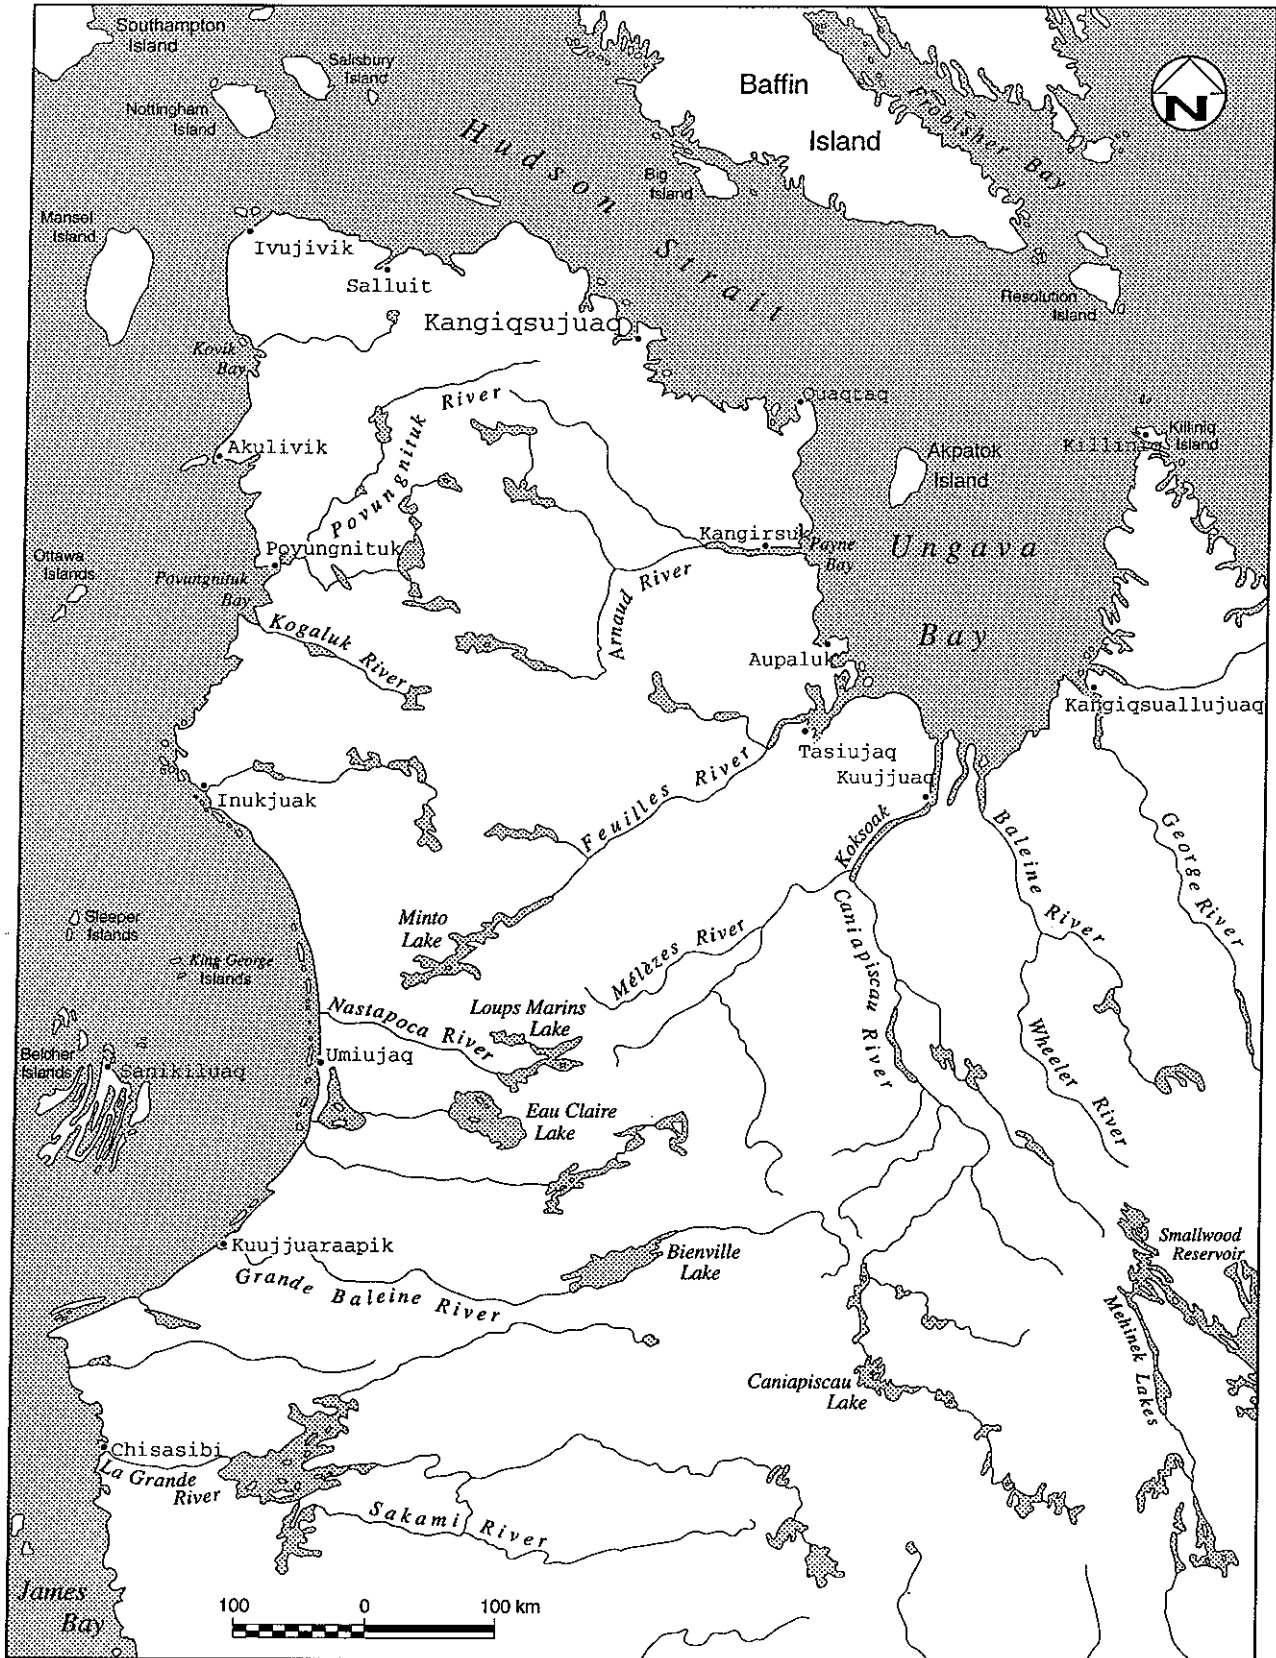 Southampton
Island
Salisbury
Island
Nottingham
Island
Baffin
Island
Frobisher Bay
N
Hudson Strait
Big
Island
Mansel
Island
Ivujivik
Salluit
Resolution
Island
Kangiqsujuaq
Kovik
Bay
Quaqtaq
Killiniq
Killiniq
Island
Akulivik
Povungnituk River
Akpatok
Island
Kangirsuk
Payne
Bay
Ungava
Bay
Ottawa
Islands
Povungnituk
Povungnituk
Bay
Arnaud River
Kogaluk River
Aupaluk
Kangiqsuallujuaq
Tasiujaq
Kuujjuaq
Inukjuak
Feuilles River
Koksoak
Baleine River
George River
Caniapiscau River
Sleeper
Islands
Minto
Lake
Mélèzes River
King George
Islands
Nastapoca River
Loups Marins
Lake
Wheeler River
Belcher
Islands
Sanikiluaq
Umiujaq
Eau Claire
Lake
Kuujjuaraapik
Bienville
Lake
Smallwood
Reservoir
Grande Baleine River
Mehinek Lakes
Caniapiscau
Lake
Chisasibi
La Grande
River
Sakami River
James
Bay
100 0 100 km